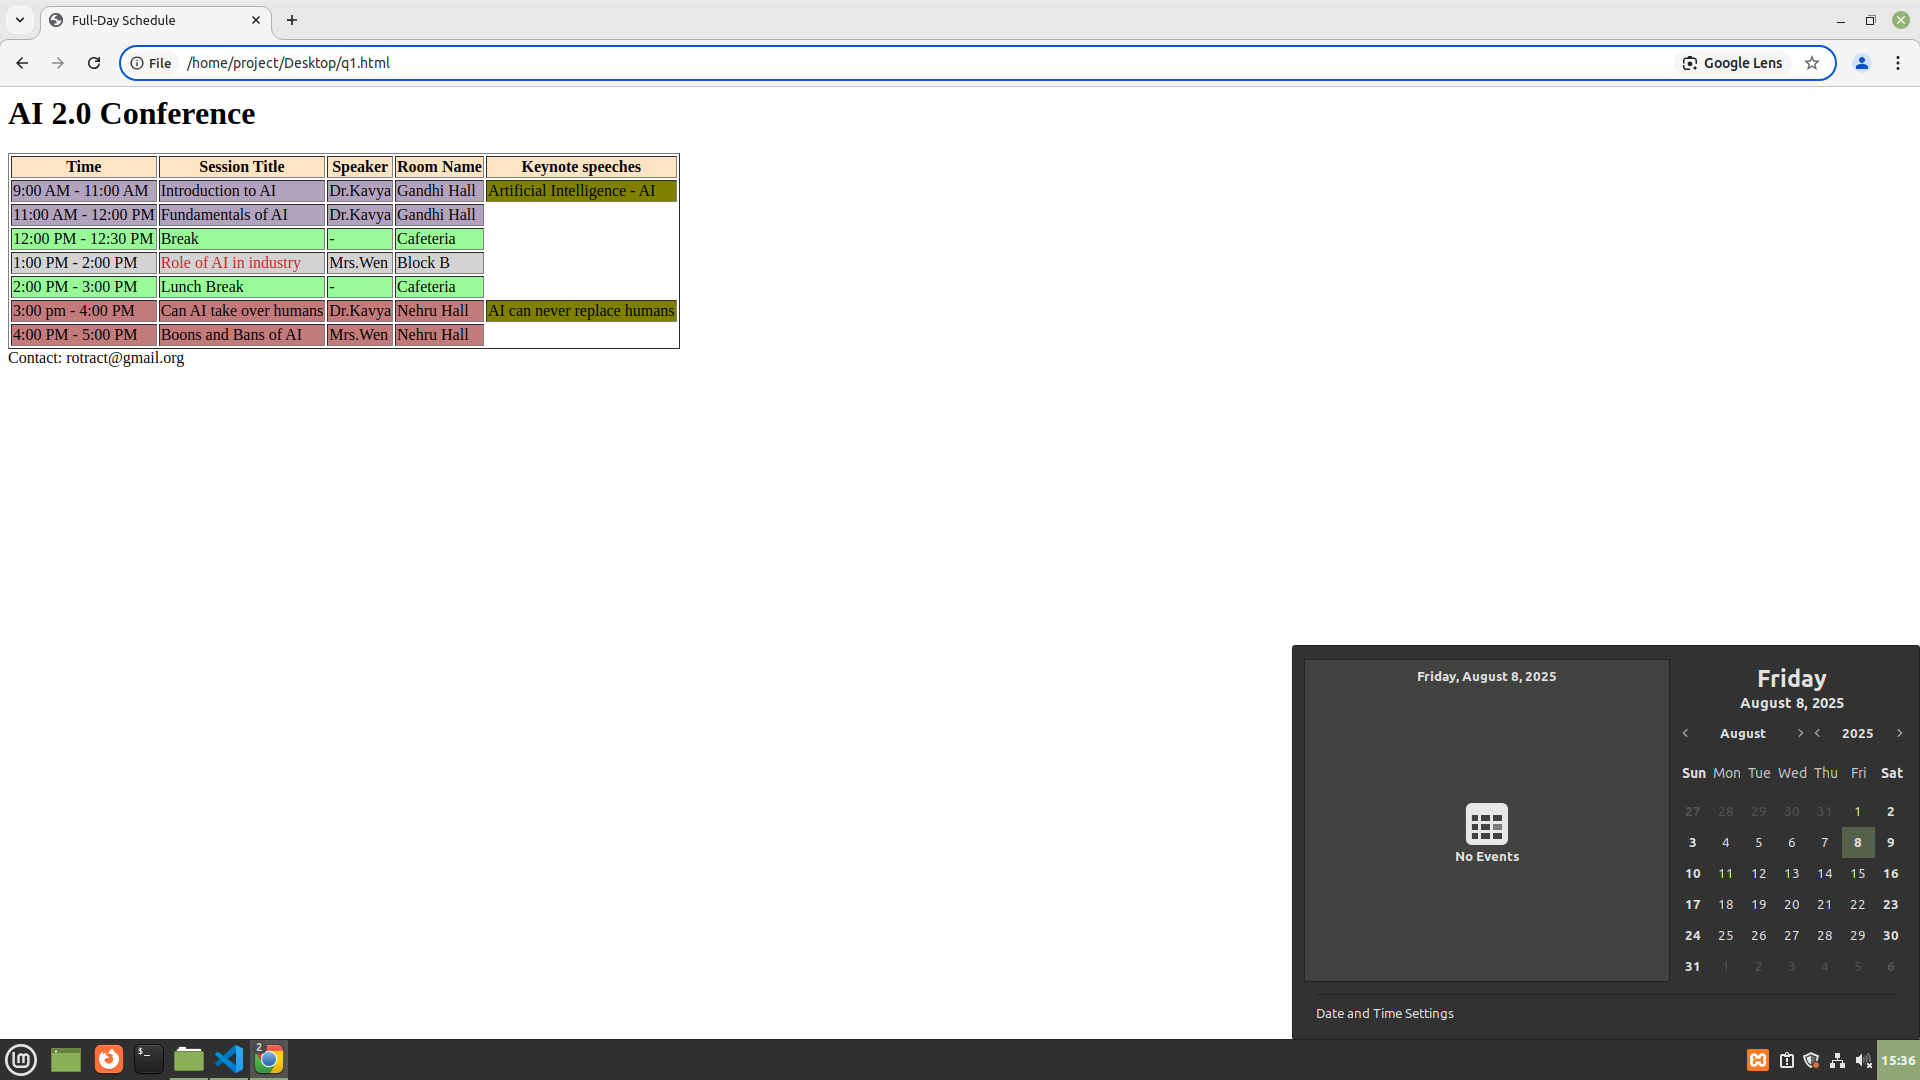 Full-Day Schedule
File /home/project/Desktop/q1.html Google Lens
AI 2.0 Conference
Time Session Title Speaker Room Name Keynote speeches
9:00 AM - 11:00 AM Introduction to AI Dr.Kavya Gandhi Hall Artificial Intelligence - AI
11:00 AM - 12:00 PM Fundamentals of AI Dr.Kavya Gandhi Hall
12:00 PM - 12:30 PM Break - Cafeteria
1:00 PM - 2:00 PM Role of AI in industry Mrs.Wen Block B
2:00 PM - 3:00 PM Lunch Break - Cafeteria
3:00 pm - 4:00 PM Can AI take over humans Dr.Kavya Nehru Hall AI can never replace humans
4:00 PM - 5:00 PM Boons and Bans of AI Mrs.Wen Nehru Hall
Contact: rotract@gmail.org
Friday, August 8, 2025
No Events
Friday
August 8, 2025
August 2025
Sun Mon Tue Wed Thu Fri Sat
27 28 29 30 31 1 2
3 4 5 6 7 8 9
10 11 12 13 14 15 16
17 18 19 20 21 22 23
24 25 26 27 28 29 30
31 1 2 3 4 5 6
Date and Time Settings
2
15:36